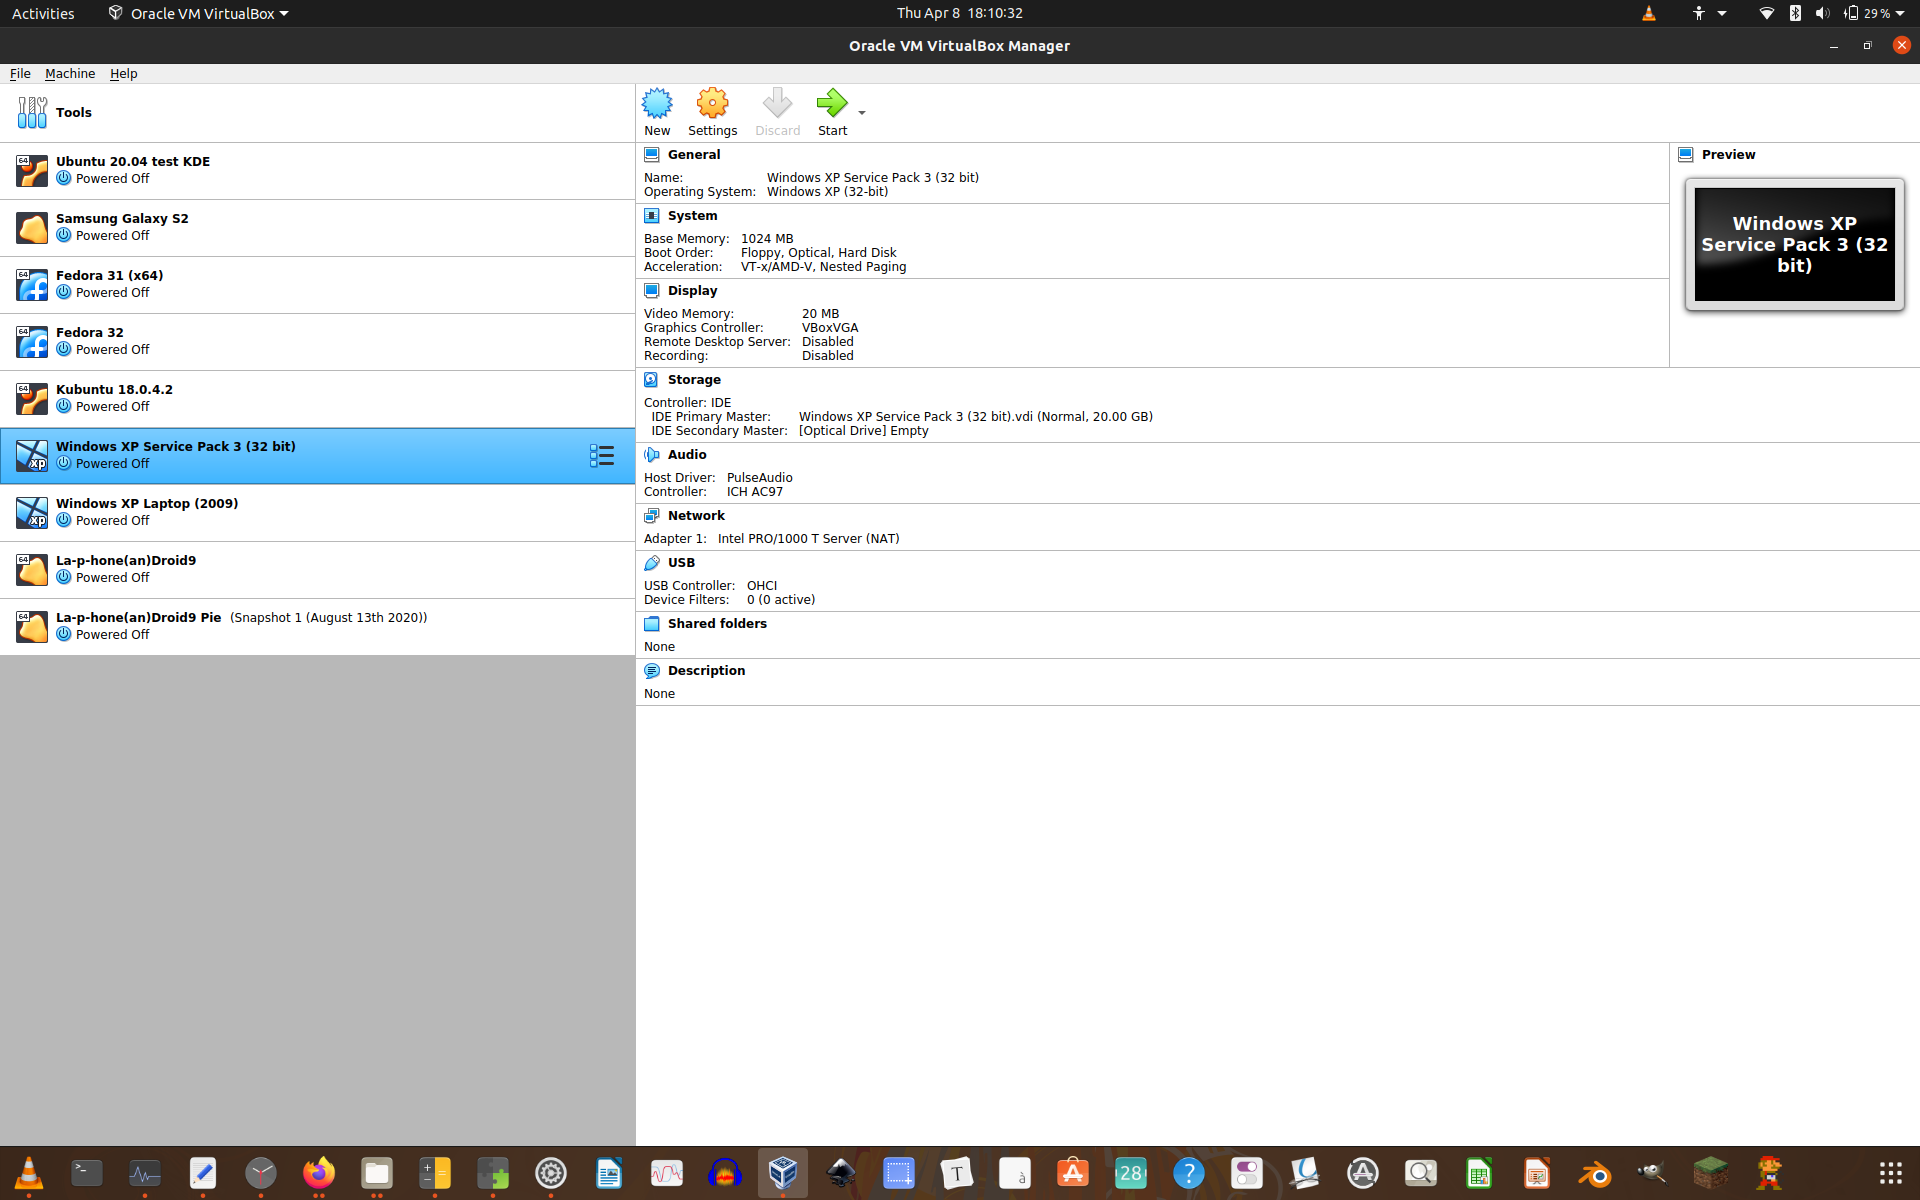 Activities
Oracle VM VirtualBox
Thu Apr 8 18:10:32
29 %
Oracle VM VirtualBox Manager
File Machine Help
Tools
64
Ubuntu 20.04 test KDE
Powered Off
Samsung Galaxy S2
Powered Off
64
Fedora 31 (x64)
Powered Off
64
Fedora 32
Powered Off
64
Kubuntu 18.0.4.2
Powered Off
xp
Windows XP Service Pack 3 (32 bit)
Powered Off
xp
Windows XP Laptop (2009)
Powered Off
64
La-p-hone(an)Droid9
Powered Off
64
La-p-hone(an)Droid9 Pie (Snapshot 1 (August 13th 2020))
Powered Off
New Settings Discard Start
General
Name: Windows XP Service Pack 3 (32 bit)
Operating System: Windows XP (32-bit)
System
Base Memory: 1024 MB
Boot Order: Floppy, Optical, Hard Disk
Acceleration: VT-x/AMD-V, Nested Paging
Display
Video Memory: 20 MB
Graphics Controller: VBoxVGA
Remote Desktop Server: Disabled
Recording: Disabled
Preview
Windows XP
Service Pack 3 (32
bit)
Storage
Controller: IDE
IDE Primary Master: Windows XP Service Pack 3 (32 bit).vdi (Normal, 20.00 GB)
IDE Secondary Master: [Optical Drive] Empty
Audio
Host Driver: PulseAudio
Controller: ICH AC97
Network
Adapter 1: Intel PRO/1000 T Server (NAT)
USB
USB Controller: OHCI
Device Filters: 0 (0 active)
Shared folders
None
Description
None
>_
T
à
A
28
?
A